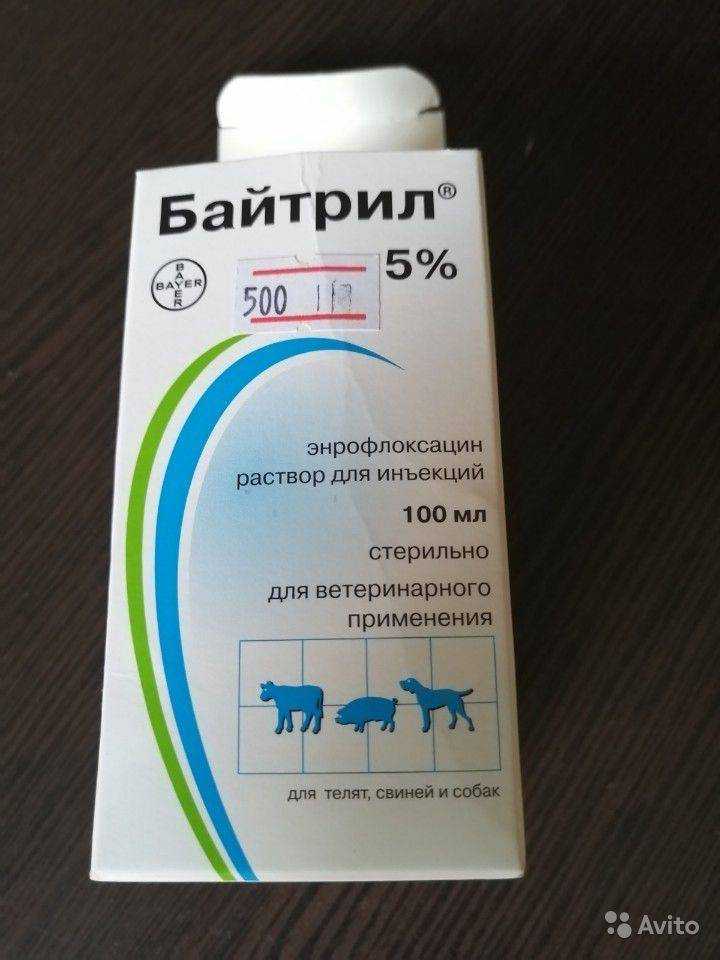 Байтрил®
5%
BAYER
BAYER
500
энрофлоксацин
раствор для инъекций
100 мл
стерильно
для ветеринарного
применения
для телят, свиней и собак
Avito